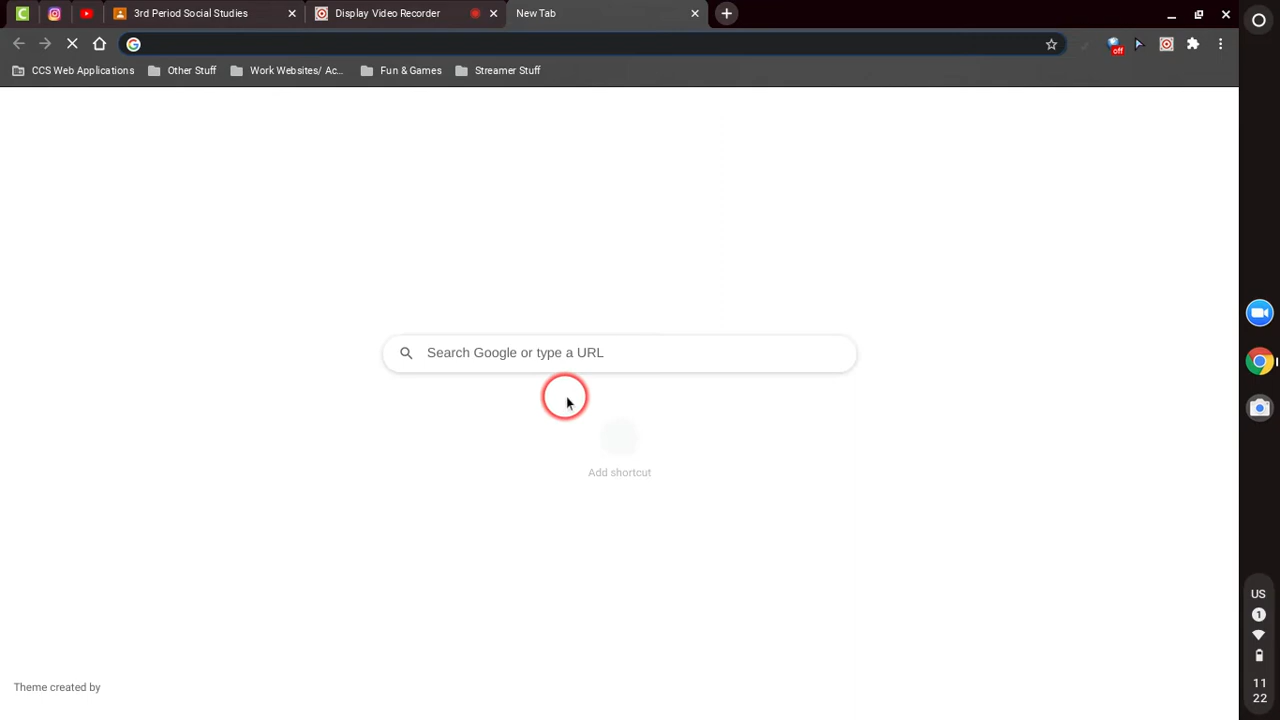 3rd Period Social Studies
Display Video Recorder
New Tab
off
CCS Web Applications
Other Stuff
Work Websites/ Ac...
Fun & Games
Streamer Stuff
Search Google or type a URL
Add shortcut
Theme created by
US
1
11
22